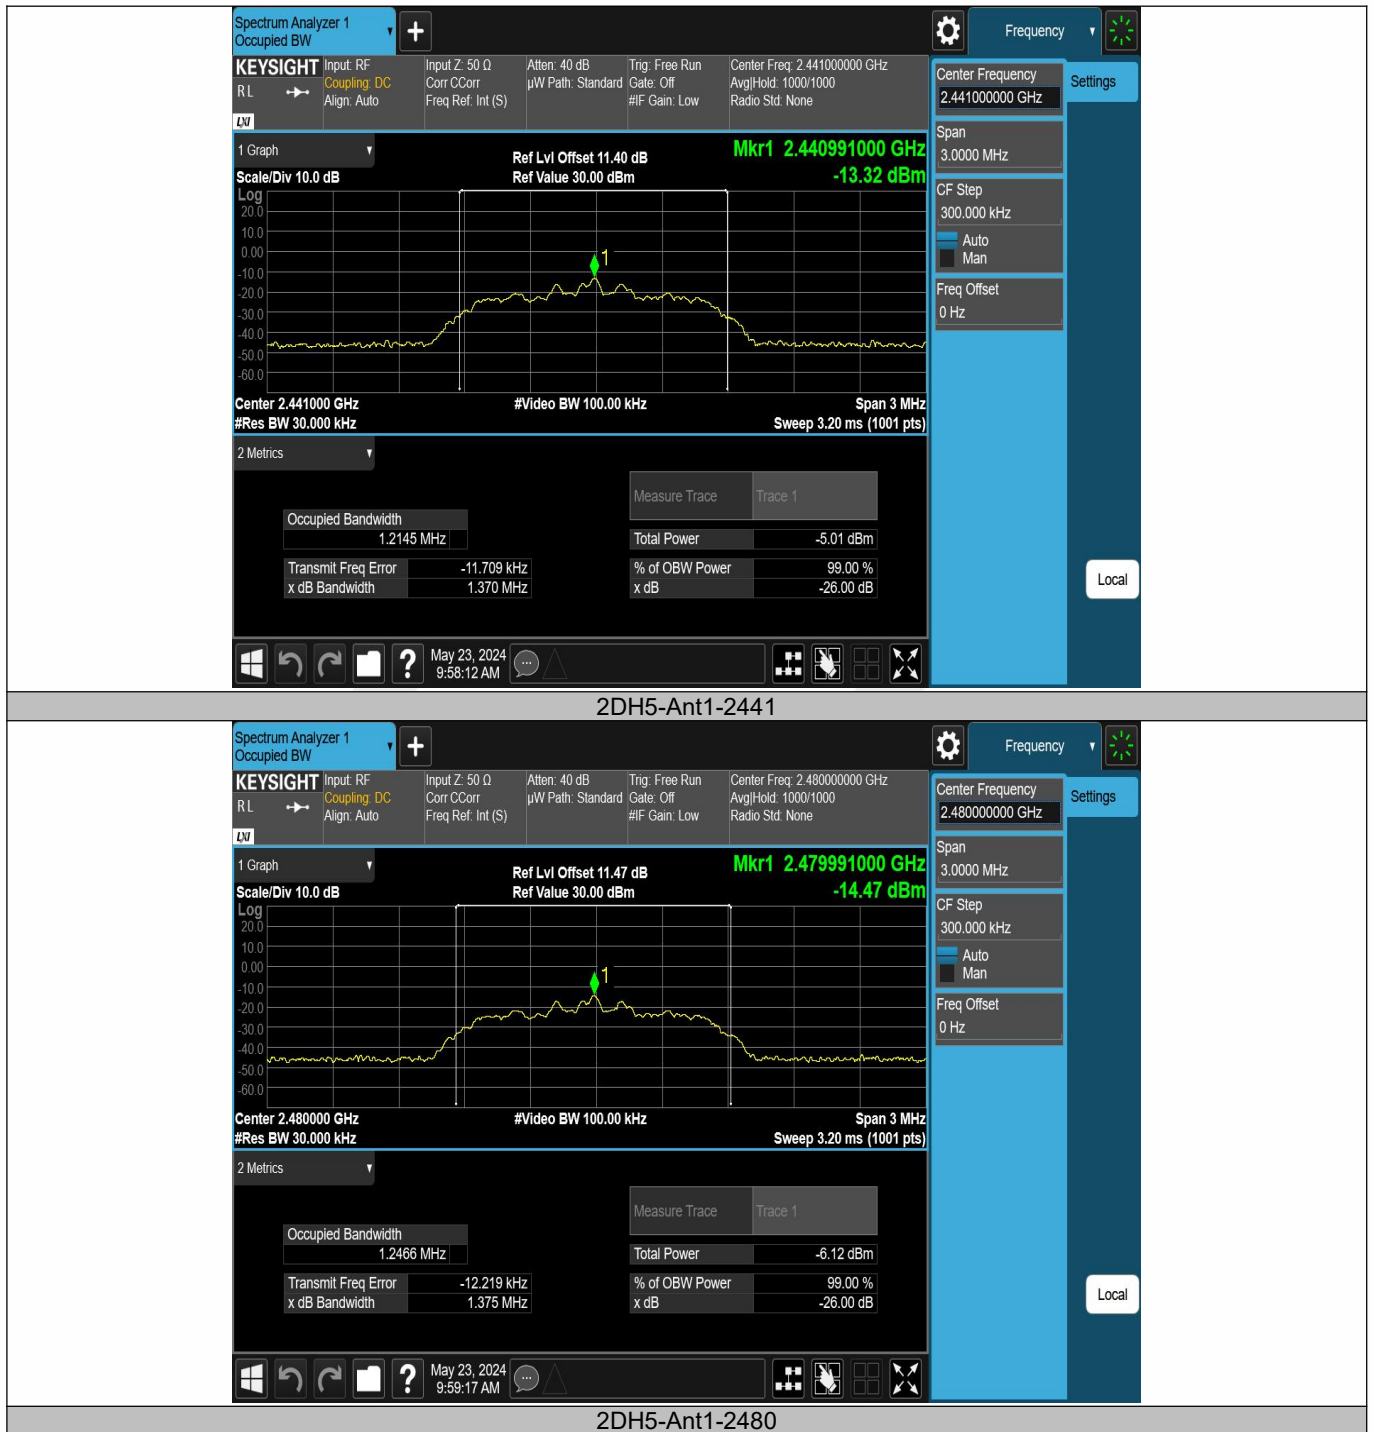 Spectrum Analyzer 1
Occupied BW
Frequency
KEYSIGHT
R L
LXI
Input: RF
Coupling: DC
Align: Auto
Input Z: 50 Ω
Corr CCorr
Freq Ref: Int (S)
Atten: 40 dB
µW Path: Standard
Trig: Free Run
Gate: Off
#IF Gain: Low
Center Freq: 2.441000000 GHz
Avg|Hold: 1000/1000
Radio Std: None
Center Frequency
2.441000000 GHz
Settings
Span
3.0000 MHz
CF Step
300.000 kHz
Auto
Man
Freq Offset
0 Hz
Local
1 Graph
Scale/Div 10.0 dB
Ref Lvl Offset 11.40 dB
Ref Value 30.00 dBm
Mkr1 2.440991000 GHz
-13.32 dBm
Log
20.0
10.0
0.00
-10.0
-20.0
-30.0
-40.0
-50.0
-60.0
1
Center 2.441000 GHz
#Video BW 100.00 kHz
Span 3 MHz
#Res BW 30.000 kHz
Sweep 3.20 ms (1001 pts)
2 Metrics
Measure Trace Trace 1
Occupied Bandwidth
1.2145 MHz
Total Power -5.01 dBm
Transmit Freq Error -11.709 kHz
% of OBW Power 99.00 %
x dB Bandwidth 1.370 MHz
x dB -26.00 dB
May 23, 2024
9:58:12 AM
2DH5-Ant1-2441
Spectrum Analyzer 1
Occupied BW
Frequency
KEYSIGHT
R L
LXI
Input: RF
Coupling: DC
Align: Auto
Input Z: 50 Ω
Corr CCorr
Freq Ref: Int (S)
Atten: 40 dB
µW Path: Standard
Trig: Free Run
Gate: Off
#IF Gain: Low
Center Freq: 2.480000000 GHz
Avg|Hold: 1000/1000
Radio Std: None
Center Frequency
2.480000000 GHz
Settings
Span
3.0000 MHz
CF Step
300.000 kHz
Auto
Man
Freq Offset
0 Hz
Local
1 Graph
Scale/Div 10.0 dB
Ref Lvl Offset 11.47 dB
Ref Value 30.00 dBm
Mkr1 2.479991000 GHz
-14.47 dBm
Log
20.0
10.0
0.00
-10.0
-20.0
-30.0
-40.0
-50.0
-60.0
1
Center 2.480000 GHz
#Video BW 100.00 kHz
Span 3 MHz
#Res BW 30.000 kHz
Sweep 3.20 ms (1001 pts)
2 Metrics
Measure Trace Trace 1
Occupied Bandwidth
1.2466 MHz
Total Power -6.12 dBm
Transmit Freq Error -12.219 kHz
% of OBW Power 99.00 %
x dB Bandwidth 1.375 MHz
x dB -26.00 dB
May 23, 2024
9:59:17 AM
2DH5-Ant1-2480